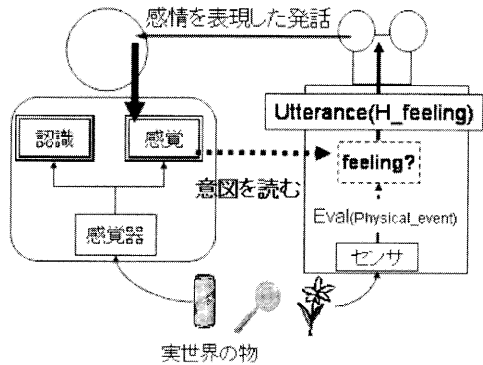 感情を表現した発話
Utterance(H_feeling)
認識
感覚
feeling?
意図を読む
Eval(Physical_event)
感覚器
センサ
実世界の物